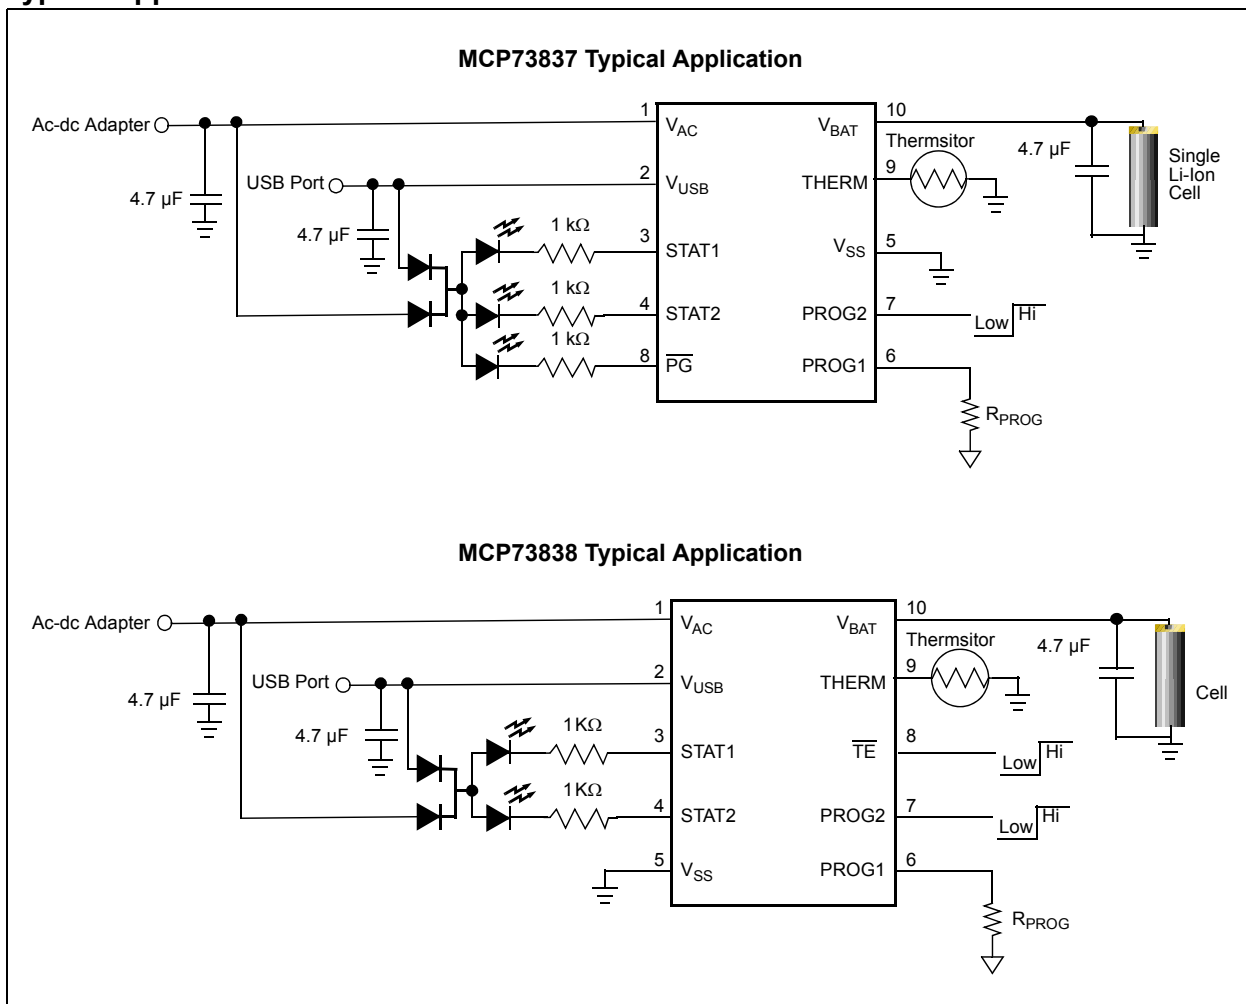 MCP73837 Typical Application
Ac-dc Adapter
4.7 µF
USB Port
4.7 µF
1 kΩ
1 kΩ
1 kΩ
1
2
3
4
8
VAC
VUSB
STAT1
STAT2
PG
VBAT
THERM
VSS
PROG2
PROG1
10
9
5
7
6
Thermsitor
4.7 µF
Single
Li-Ion
Cell
Low
Hi
RPROG
MCP73838 Typical Application
Ac-dc Adapter
4.7 µF
USB Port
4.7 µF
1KΩ
1KΩ
1
2
3
4
5
VAC
VUSB
STAT1
STAT2
VSS
VBAT
THERM
TE
PROG2
PROG1
10
9
8
7
6
Thermsitor
4.7 µF
Cell
Low
Hi
Low
Hi
RPROG